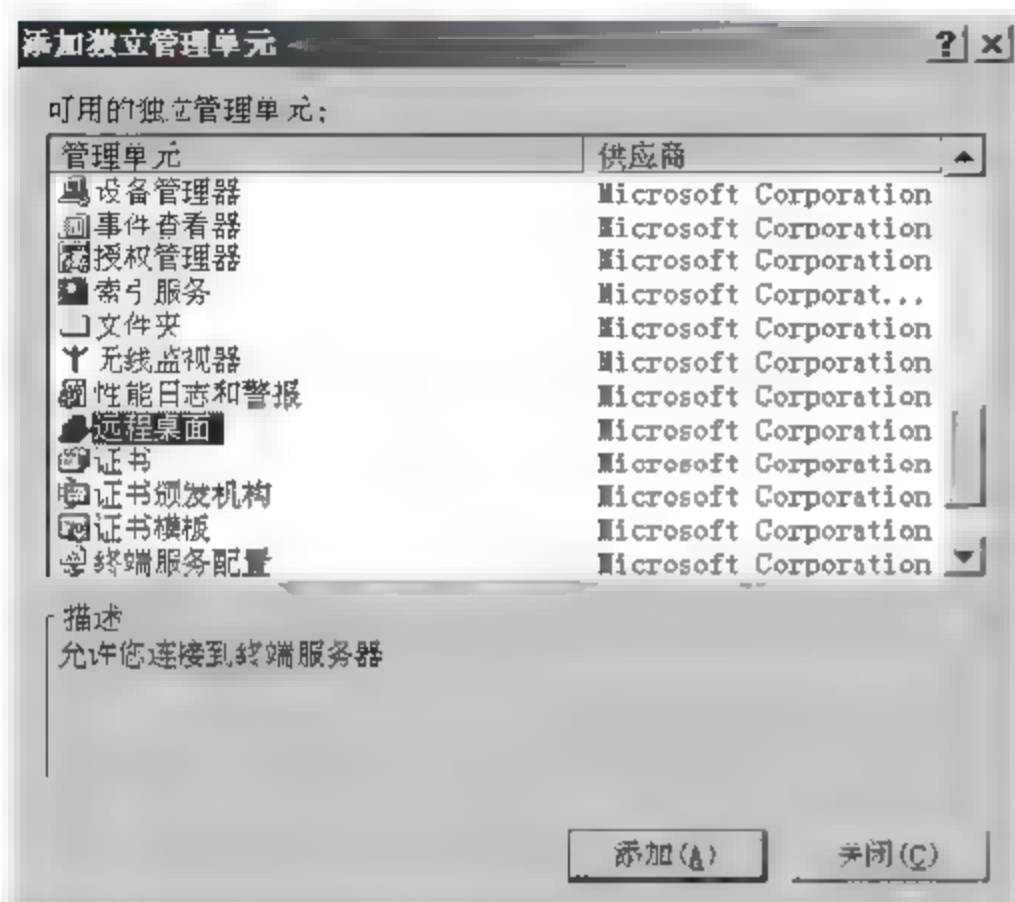 添加独立管理单元
可用的独立管理单元:
管理单元 供应商
设备管理器 Microsoft Corporation
事件查看器 Microsoft Corporation
授权管理器 Microsoft Corporation
索引服务 Microsoft Corporat...
文件夹 Microsoft Corporation
无线监视器 Microsoft Corporation
性能日志和警报 Microsoft Corporation
远程桌面 Microsoft Corporation
证书 Microsoft Corporation
证书颁发机构 Microsoft Corporation
证书模板 Microsoft Corporation
终端服务配置 Microsoft Corporation
描述
允许您连接到终端服务器
添加(A) 关闭(C)